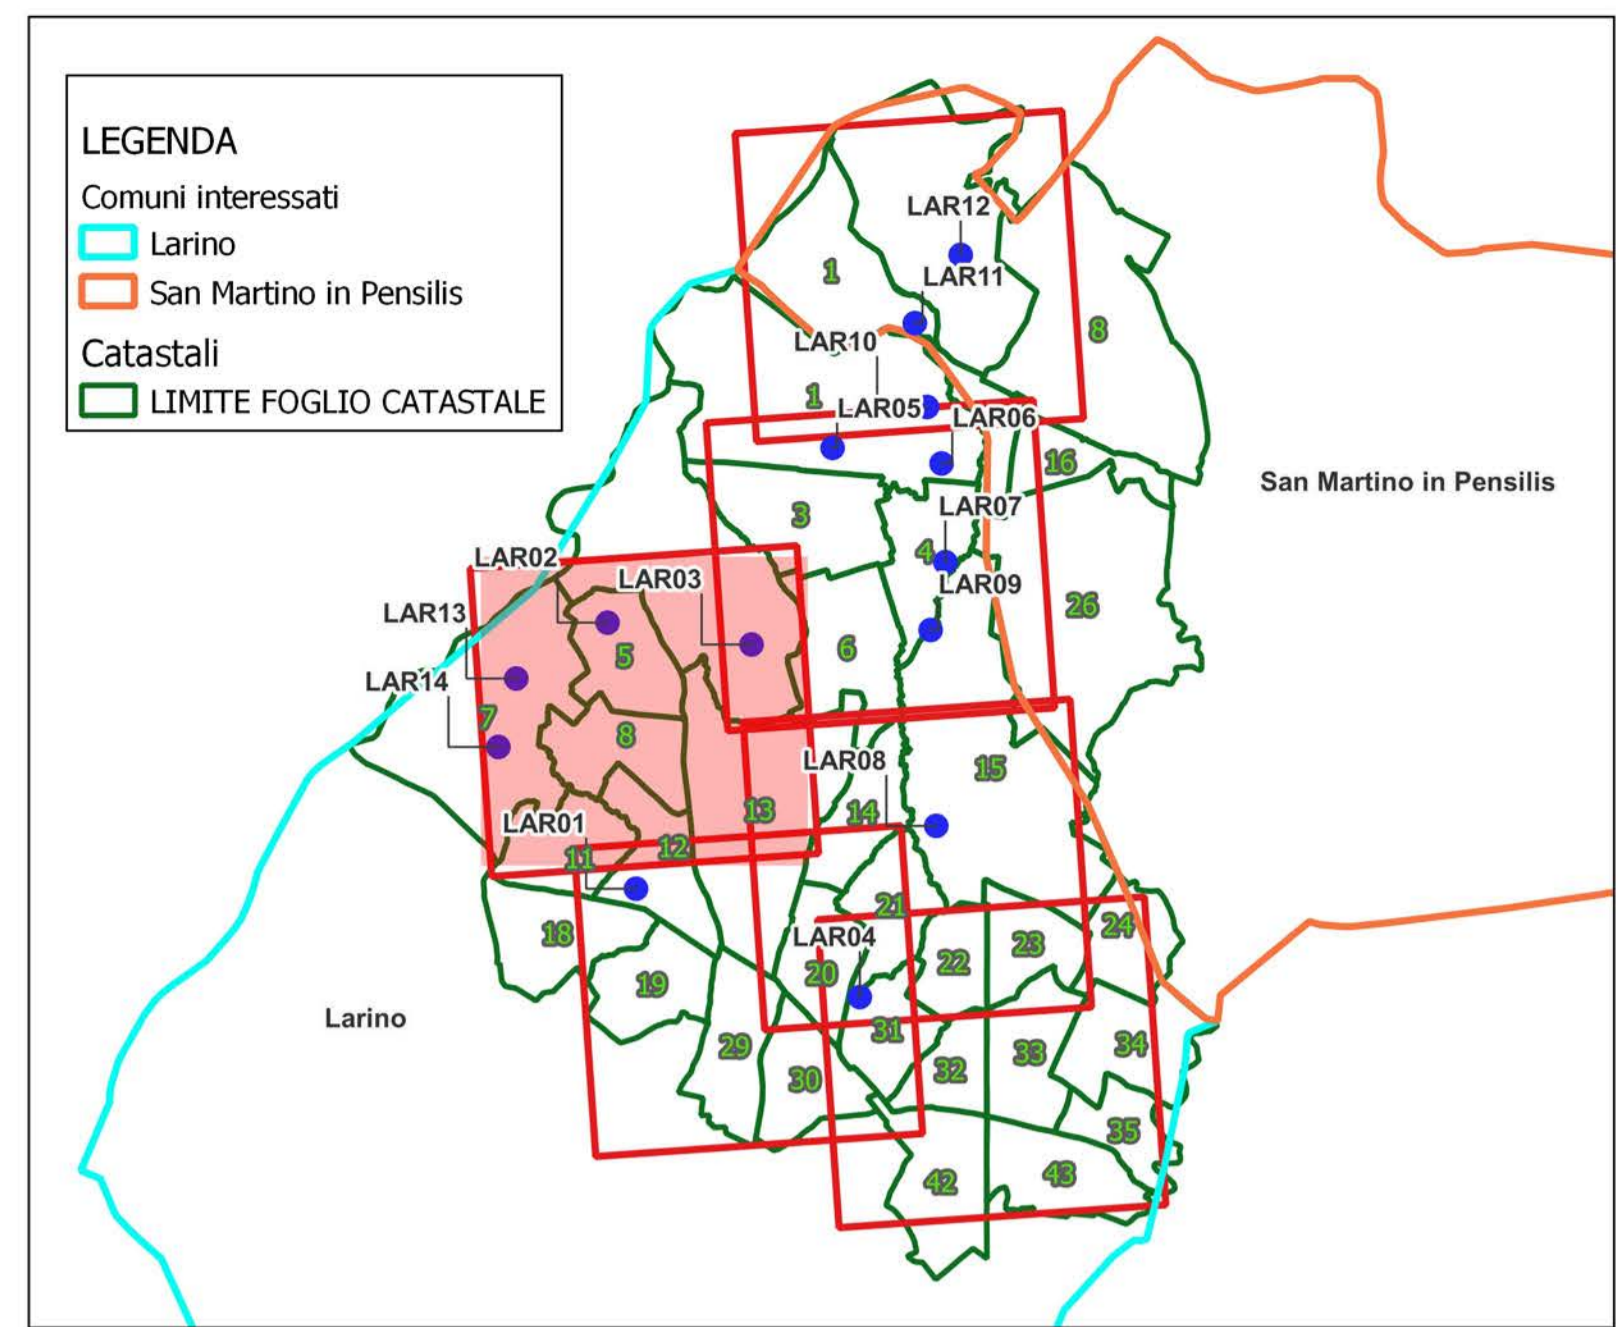 LEGENDA
Comuni interessati
Larino
San Martino in Pensilis
Catastali
LIMITE FOGLIO CATASTALE
LAR12
1
LAR11
8
LAR10
1
LAR05
LAR06
16
San Martino in Pensilis
3
LAR07
4
LAR02
LAR03
LAR09
LAR13
26
5
6
LAR14
7
8
LAR08
15
13
14
LAR01
11
12
21
18
LAR04
24
23
22
20
19
Larino
31
29
33
34
32
30
35
43
42